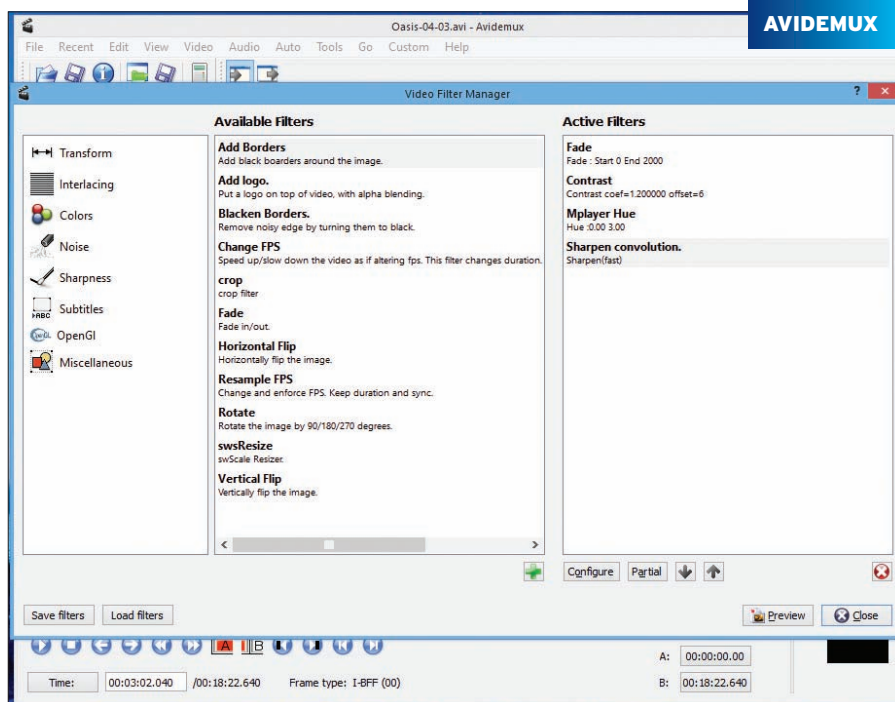 AVIDEMUX
Oasis-04-03.avi - Avidemux
File Recent Edit View Video Audio Auto Tools Go Custom Help
Video Filter Manager
?
Available Filters
Active Filters
Transform
Interlacing
Colors
Noise
Sharpness
ABC
Subtitles
OpenGl
Miscellaneous
Add Borders
Add black boarders around the image.
Add logo.
Put a logo on top of video, with alpha blending.
Blacken Borders.
Remove noisy edge by turning them to black.
Change FPS
Speed up/slow down the video as if altering fps. This filter changes duration.
crop
crop filter
Fade
Fade in/out.
Horizontal Flip
Horizontally flip the image.
Resample FPS
Change and enforce FPS. Keep duration and sync.
Rotate
Rotate the image by 90/180/270 degrees.
swsResize
swScale Resizer.
Vertical Flip
Vertically flip the image.
Fade
Fade : Start 0 End 2000
Contrast
Contrast coef=1.200000 offset=6
Mplayer Hue
Hue :0.00 3.00
Sharpen convolution.
Sharpen(fast)
Configure Partial
Save filters Load filters
Preview Close
A B
A: 00:00:00.00
Time: 00:03:02.040 /00:18:22.640 Frame type: I-BFF (00)
B: 00:18:22.640